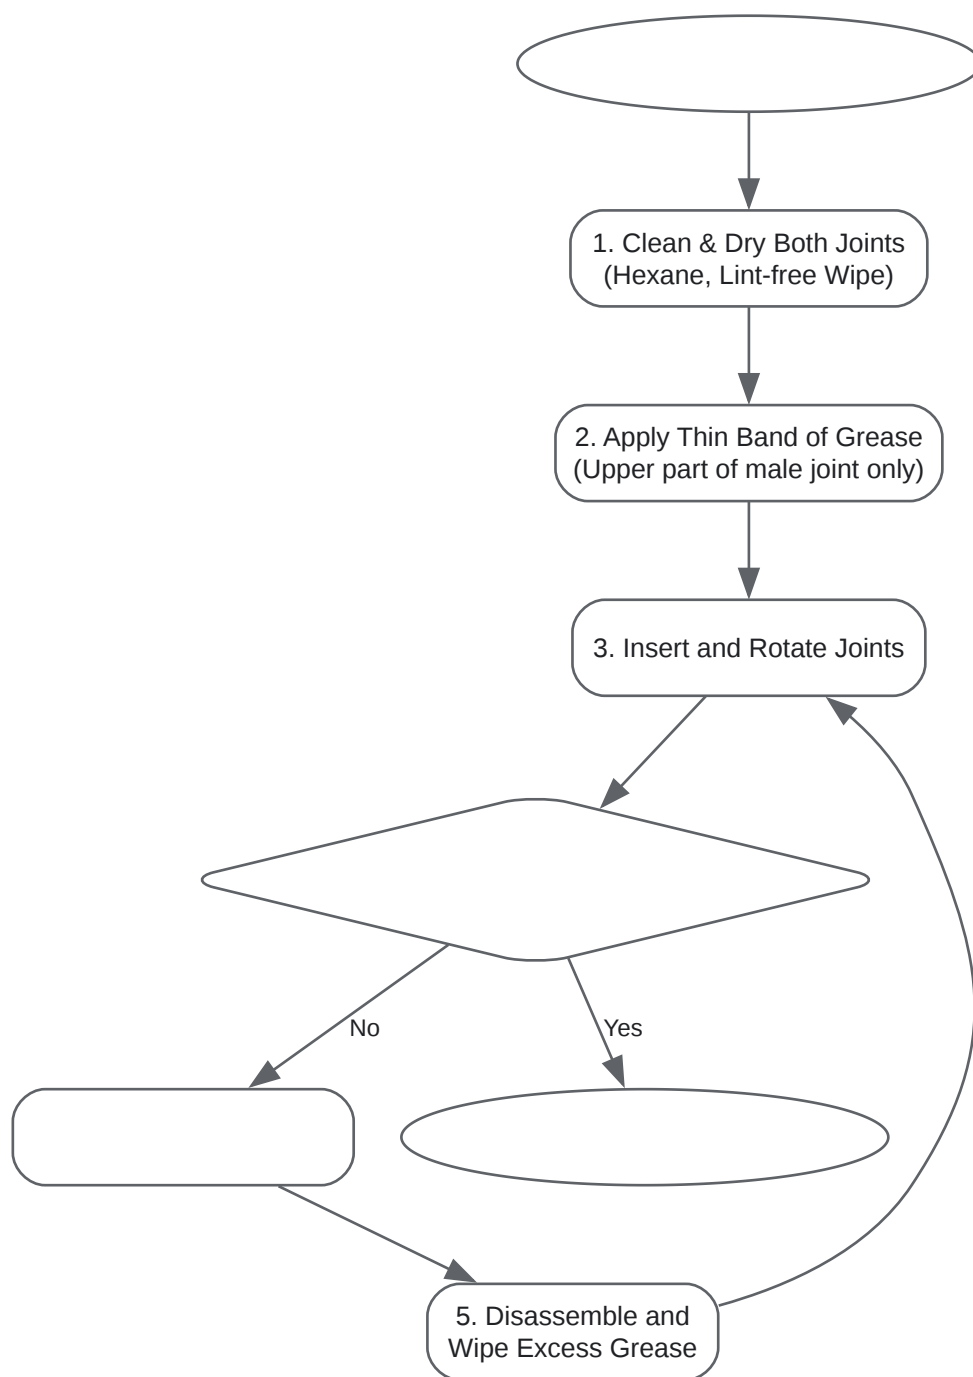 1. Clean & Dry Both Joints
(Hexane, Lint-free Wipe)
2. Apply Thin Band of Grease
(Upper part of male joint only)
3. Insert and Rotate Joints
No
Yes
5. Disassemble and
Wipe Excess Grease